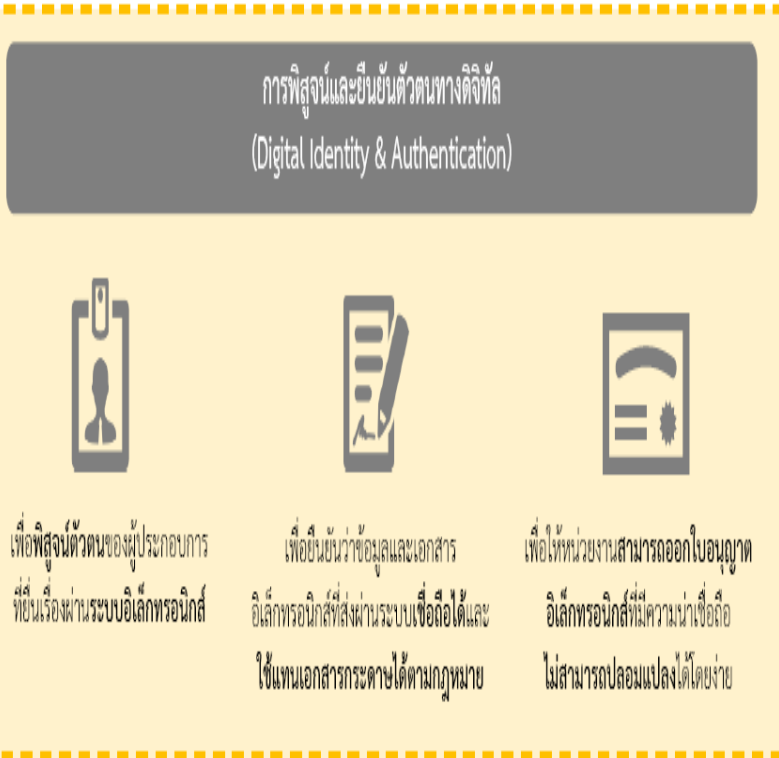 การพิสูจน์และยืนยันตัวตนทางดิจิทัล
(Digital Identity & Authentication)
เพื่อพิสูจน์ตัวตนของผู้ประกอบการ
ที่ยื่นเรื่องผ่านระบบอิเล็กทรอนิกส์
เพื่อยืนยันว่าข้อมูลและเอกสาร
อิเล็กทรอนิกส์ที่ส่งผ่านระบบเชื่อถือได้และ
ใช้แทนเอกสารกระดาษได้ตามกฎหมาย
เพื่อให้หน่วยงานสามารถออกใบอนุญาต
อิเล็กทรอนิกส์ที่มีความน่าเชื่อถือ
ไม่สามารถปลอมแปลงได้โดยง่าย